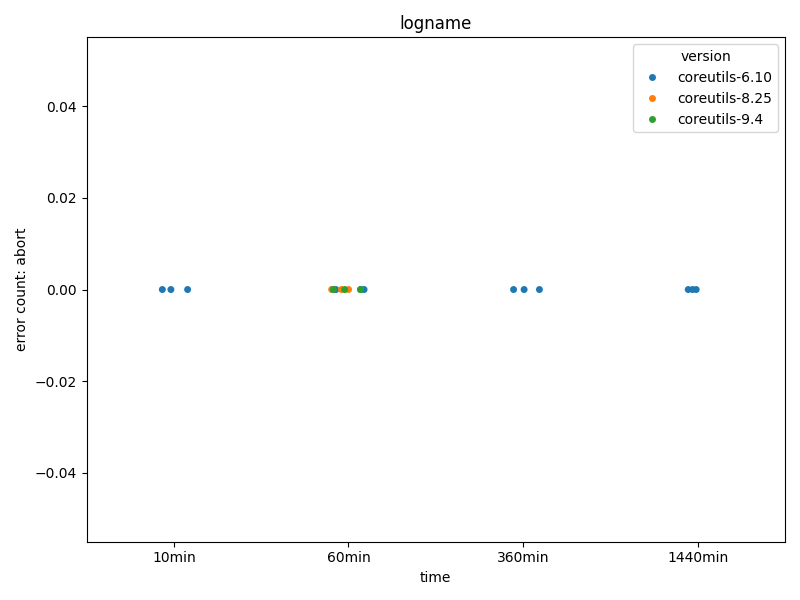 logname
version
coreutils-6.10
coreutils-8.25
coreutils-9.4
error count: abort
0.04
0.02
0.00
−0.02
−0.04
10min
60min
360min
1440min
time